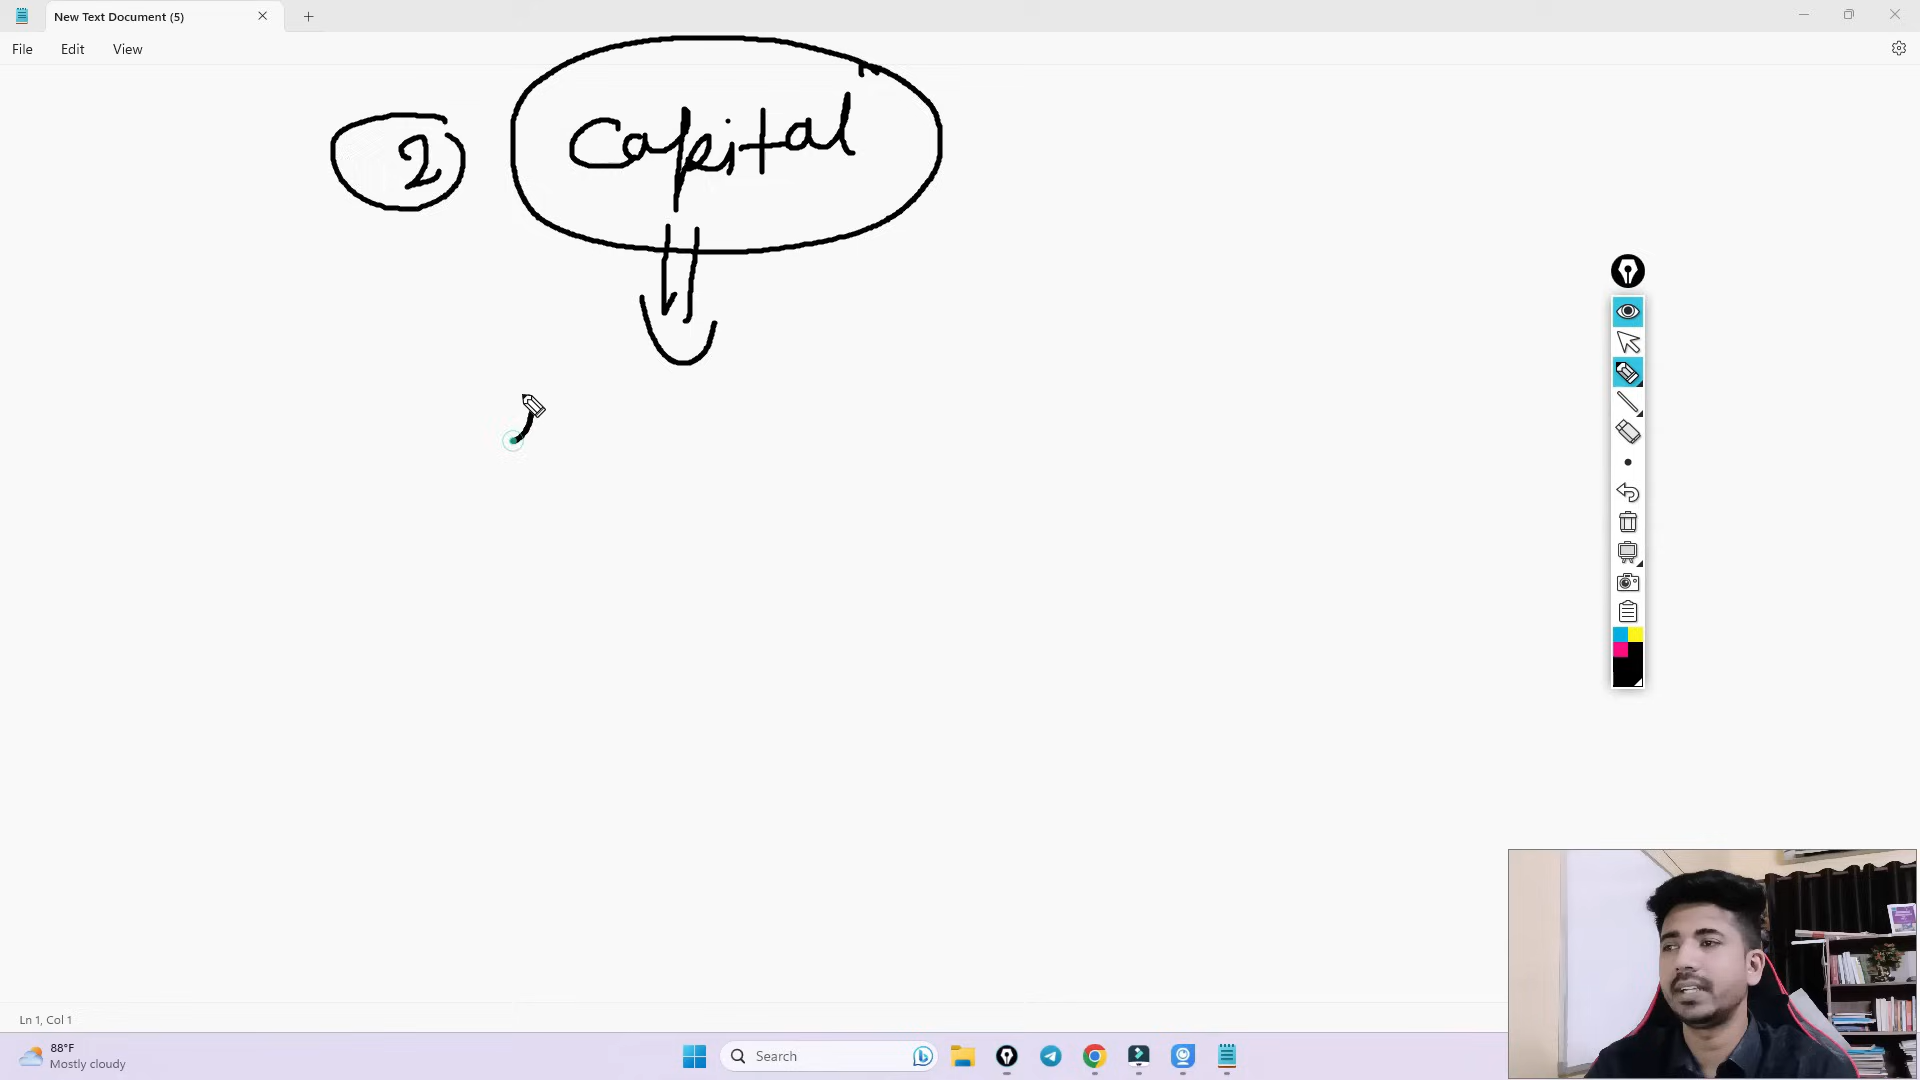 New Text Document (5)
File Edit View
2 Capital
Ln 1, Col 1
88°F
Mostly cloudy
Search